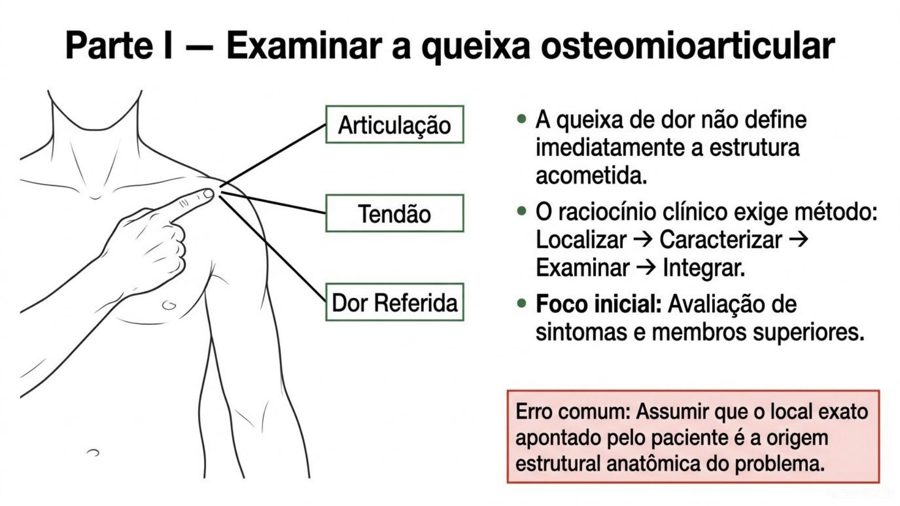 Parte I — Examinar a queixa osteomioarticular
Articulação
Tendão
Dor Referida
• A queixa de dor não define
imediatamente a estrutura
acometida.
• O raciocínio clínico exige método:
Localizar → Caracterizar →
Examinar → Integrar.
• Foco inicial: Avaliação de
sintomas e membros superiores.
Erro comum: Assumir que o local exato
apontado pelo paciente é a origem
estrutural anatômica do problema.